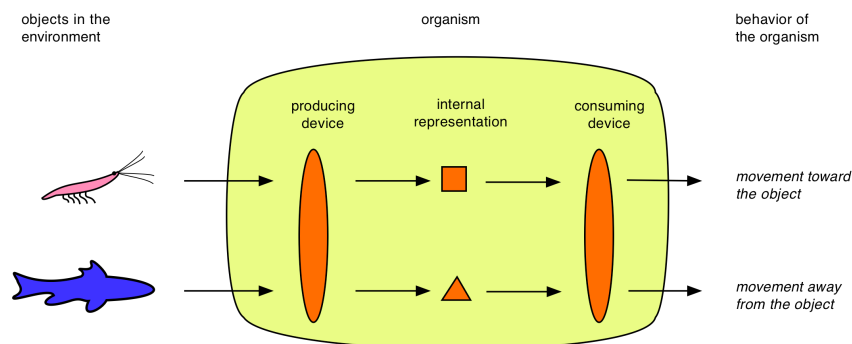 objects in the
environment
organism
behavior of
the organism
producing
device
internal
representation
consuming
device
movement toward
the object
movement away
from the object